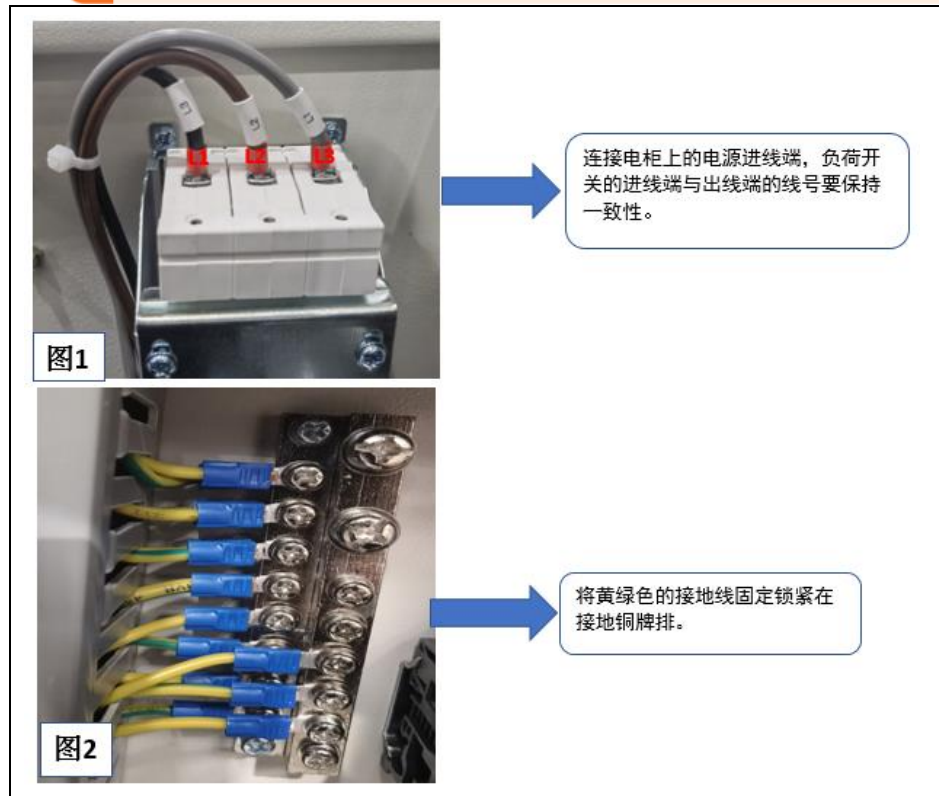 L3
L2
L1
L1
L2
L3
连接电柜上的电源进线端，负荷开
关的进线端与出线端的线号要保持
一致性。
图1
将黄绿色的接地线固定锁紧在
接地铜牌排。
图2